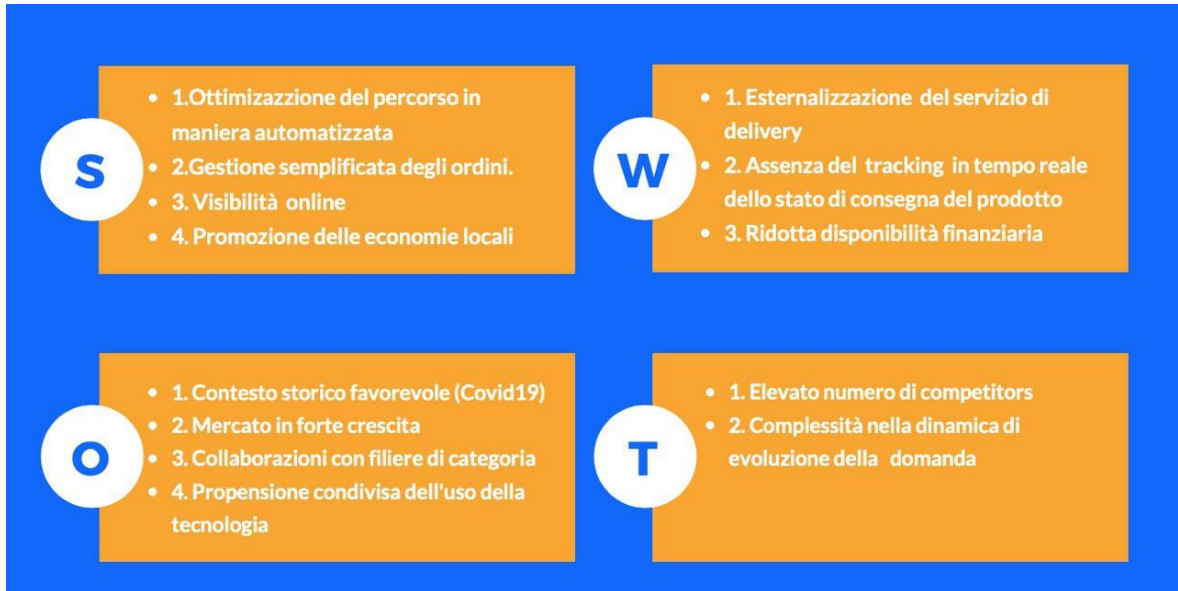 S
• 1.Ottimizazzione del percorso in
maniera automatizzata
• 2.Gestione semplificata degli ordini.
• 3. Visibilità online
• 4. Promozione delle economie locali
W
• 1. Esternalizzazione del servizio di
delivery
• 2. Assenza del tracking in tempo reale
dello stato di consegna del prodotto
• 3. Ridotta disponibilità finanziaria
O
• 1. Contesto storico favorevole (Covid19)
• 2. Mercato in forte crescita
• 3. Collaborazioni con filiere di categoria
• 4. Propensione condivisa dell'uso della
tecnologia
T
• 1. Elevato numero di competitors
• 2. Complessità nella dinamica di
evoluzione della domanda